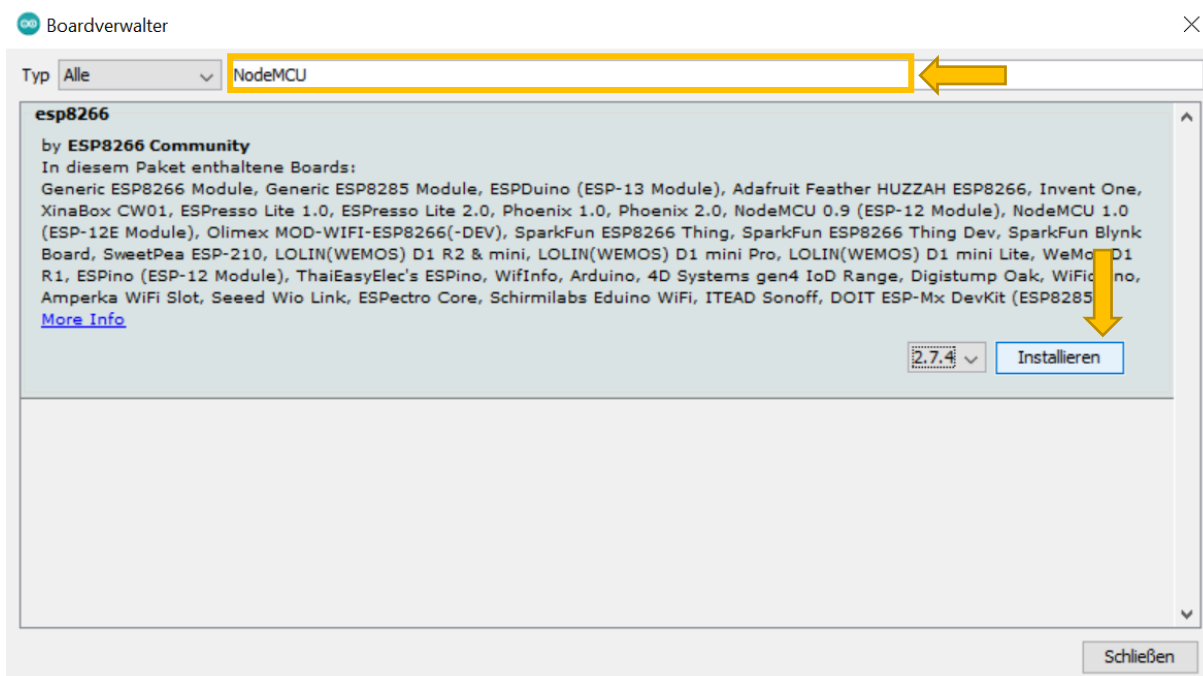 Boardverwalter
Typ Alle NodeMCU
esp8266
by ESP8266 Community
In diesem Paket enthaltene Boards:
Generic ESP8266 Module, Generic ESP8285 Module, ESPDuino (ESP-13 Module), Adafruit Feather HUZZAH ESP8266, Invent One,
XinaBox CW01, ESPresso Lite 1.0, ESPresso Lite 2.0, Phoenix 1.0, Phoenix 2.0, NodeMCU 0.9 (ESP-12 Module), NodeMCU 1.0
(ESP-12E Module), Olimex MOD-WIFI-ESP8266(-DEV), SparkFun ESP8266 Thing, SparkFun ESP8266 Thing Dev, SparkFun Blynk
Board, SweetPea ESP-210, LOLIN(WEMOS) D1 R2 & mini, LOLIN(WEMOS) D1 mini Pro, LOLIN(WEMOS) D1 mini Lite, D1
R1, ESPino (ESP-12 Module), ThaiEasyElec's ESPino, WifInfo, Arduino, 4D Systems gen4 IoD Range, Digistump Oak,
Amperka WiFi Slot, Seeed Wio Link, ESPectro Core, Schirmilabs Eduino WiFi, ITEAD Sonoff, DOIT ESP-Mx DevKit (ESP8285
More Info
2.7.4 Installieren
Schließen